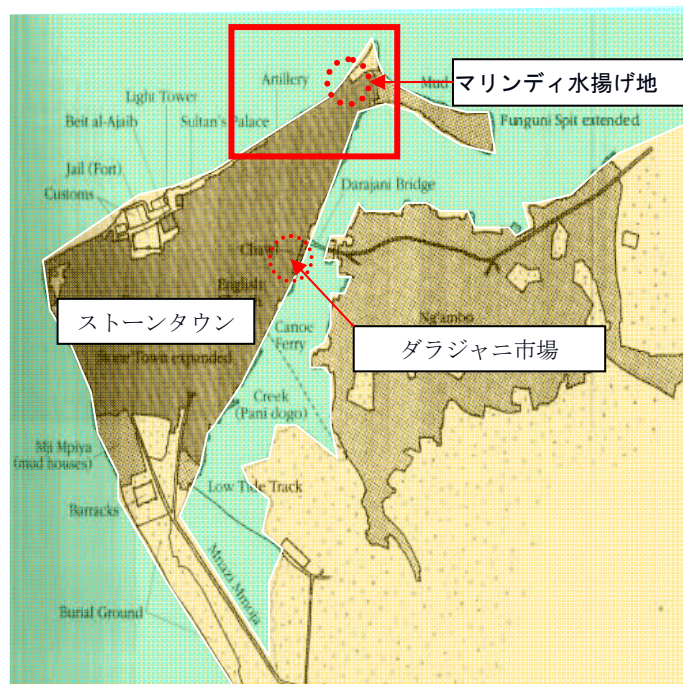 Artillery
マリンディ水揚げ地
Mud
Light Tower
Beit al-Ajaib
Sultan's Palace
Funguni Spit extended
Jail (Fort)
Customs
Darajani Bridge
Chawl
English
ストーンタウン
Ng'ambo
Canoe
Ferry
ダラジャニ市場
Stone Town expanded
Creek
(Pani dogo)
Mji Mpiya
(mud houses)
Low Tide Track
Barracks
Mnazi Mmoja
Burial Ground